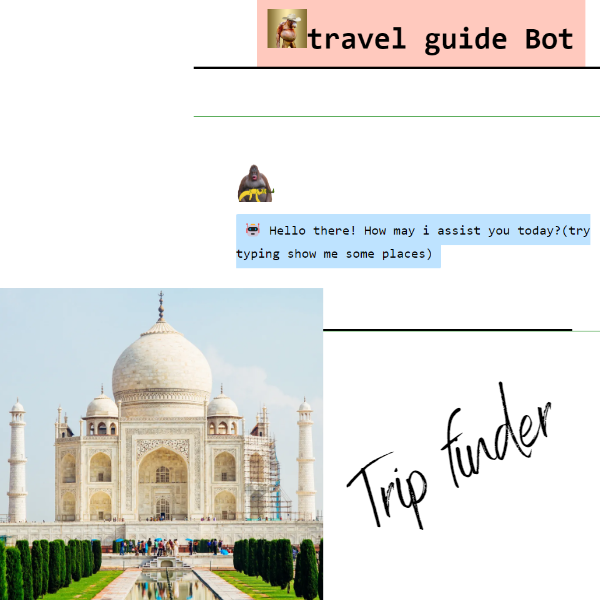 travel guide Bot
Hello there! How may i assist you today?(try
typing show me some places)
Trip finder